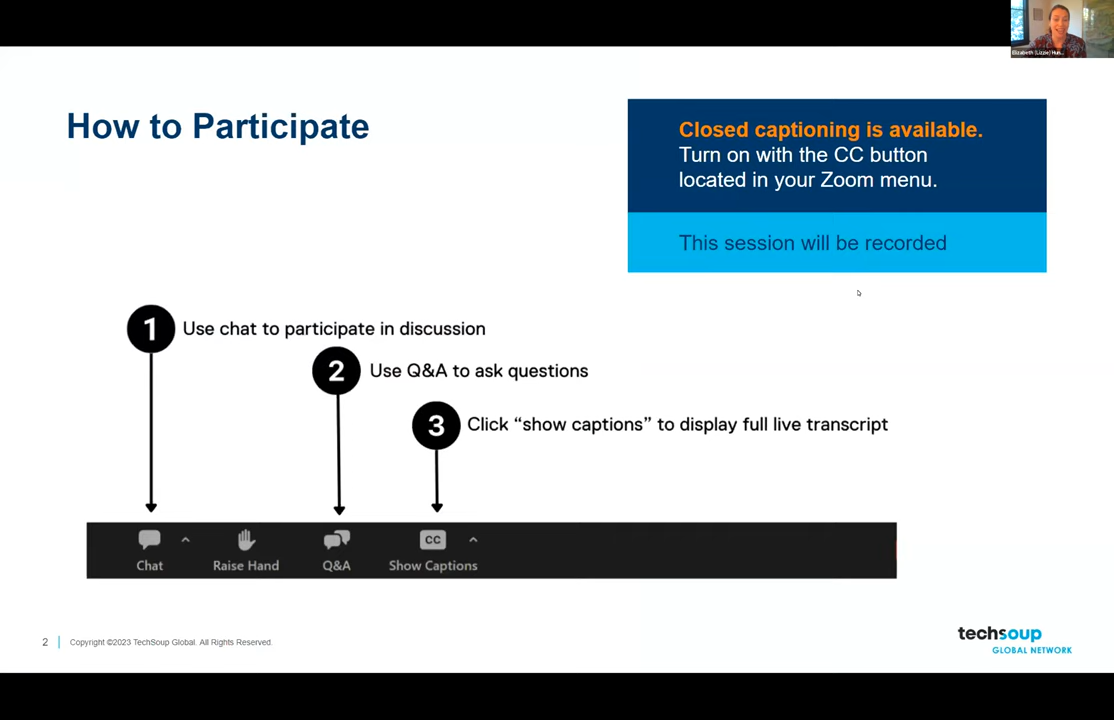 Elizabeth (Lizzie) Hun...
How to Participate
Closed captioning is available.
Turn on with the CC button
located in your Zoom menu.
This session will be recorded
1 Use chat to participate in discussion
2 Use Q&A to ask questions
3 Click “show captions” to display full live transcript
CC
Chat Raise Hand Q&A Show Captions
2 Copyright ©2023 TechSoup Global. All Rights Reserved.
techsoup
GLOBAL NETWORK